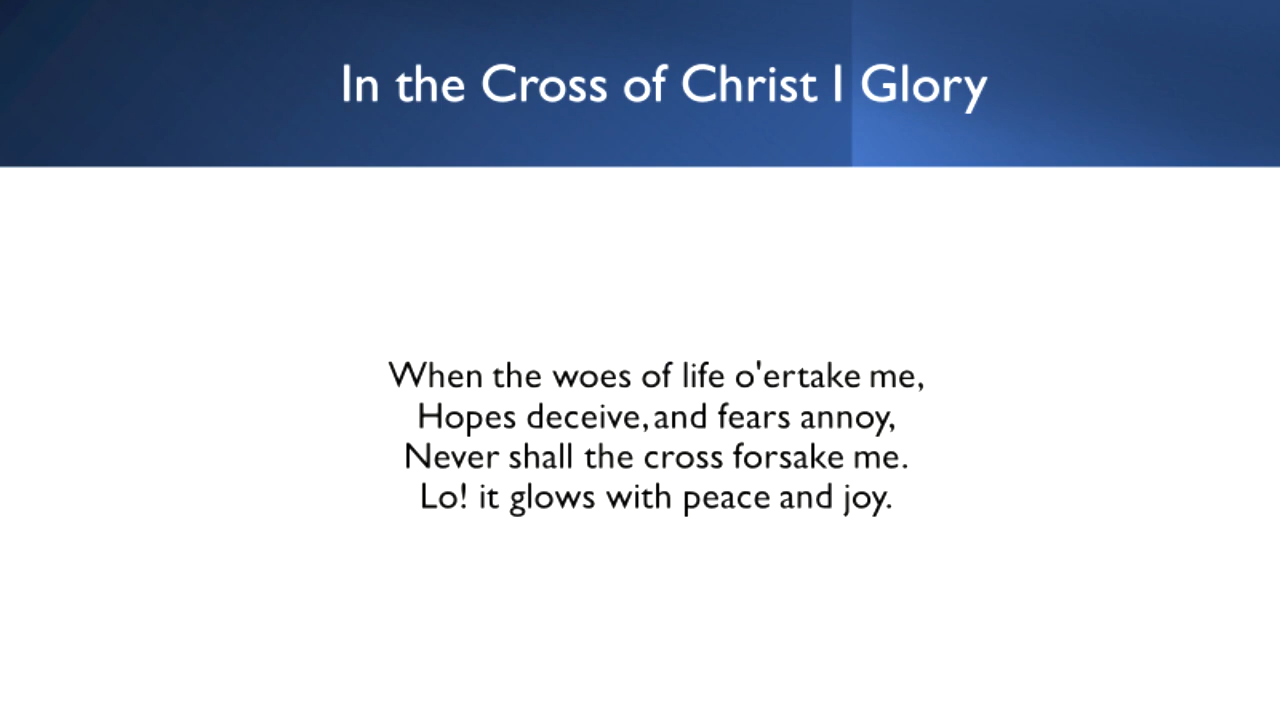 In the Cross of Christ I Glory
When the woes of life o'ertake me,
Hopes deceive, and fears annoy,
Never shall the cross forsake me.
Lo! it glows with peace and joy.